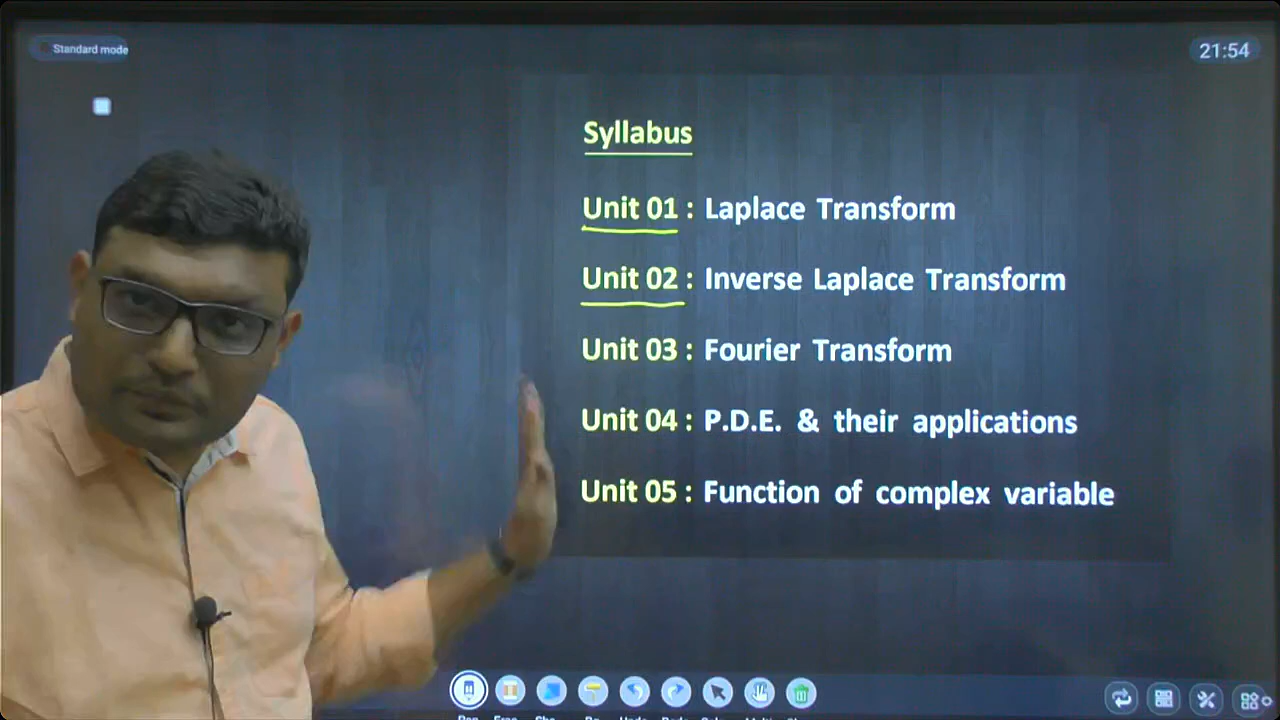 Standard mode
21:54
Syllabus
Unit 01 : Laplace Transform
Unit 02 : Inverse Laplace Transform
Unit 03 : Fourier Transform
Unit 04 : P.D.E. & their applications
Unit 05 : Function of complex variable